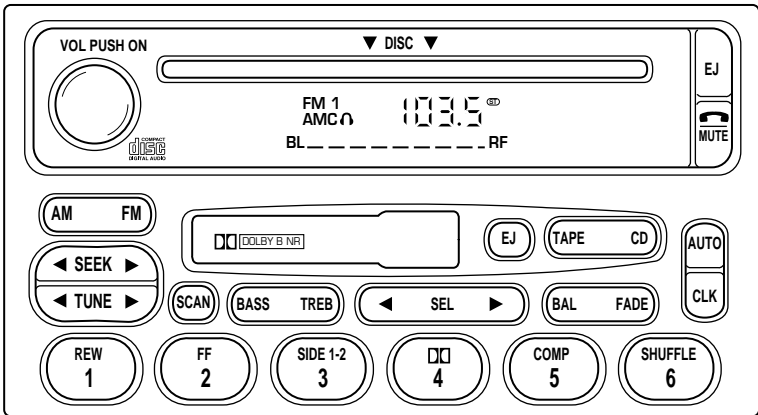 VOL PUSH ON
▼ DISC ▼
EJ
FM 1
AMC
103.5 ST
MUTE
COMPACT
disc
DIGITAL AUDIO
BL_ _ _ _ _ _ _ _ _RF
AM FM
DOLBY B NR
EJ
TAPE CD
AUTO
CLK
◄ SEEK ►
◄ TUNE ►
SCAN
BASS TREB
◄ SEL ►
BAL FADE
REW
1
FF
2
SIDE 1-2
3
4
COMP
5
SHUFFLE
6